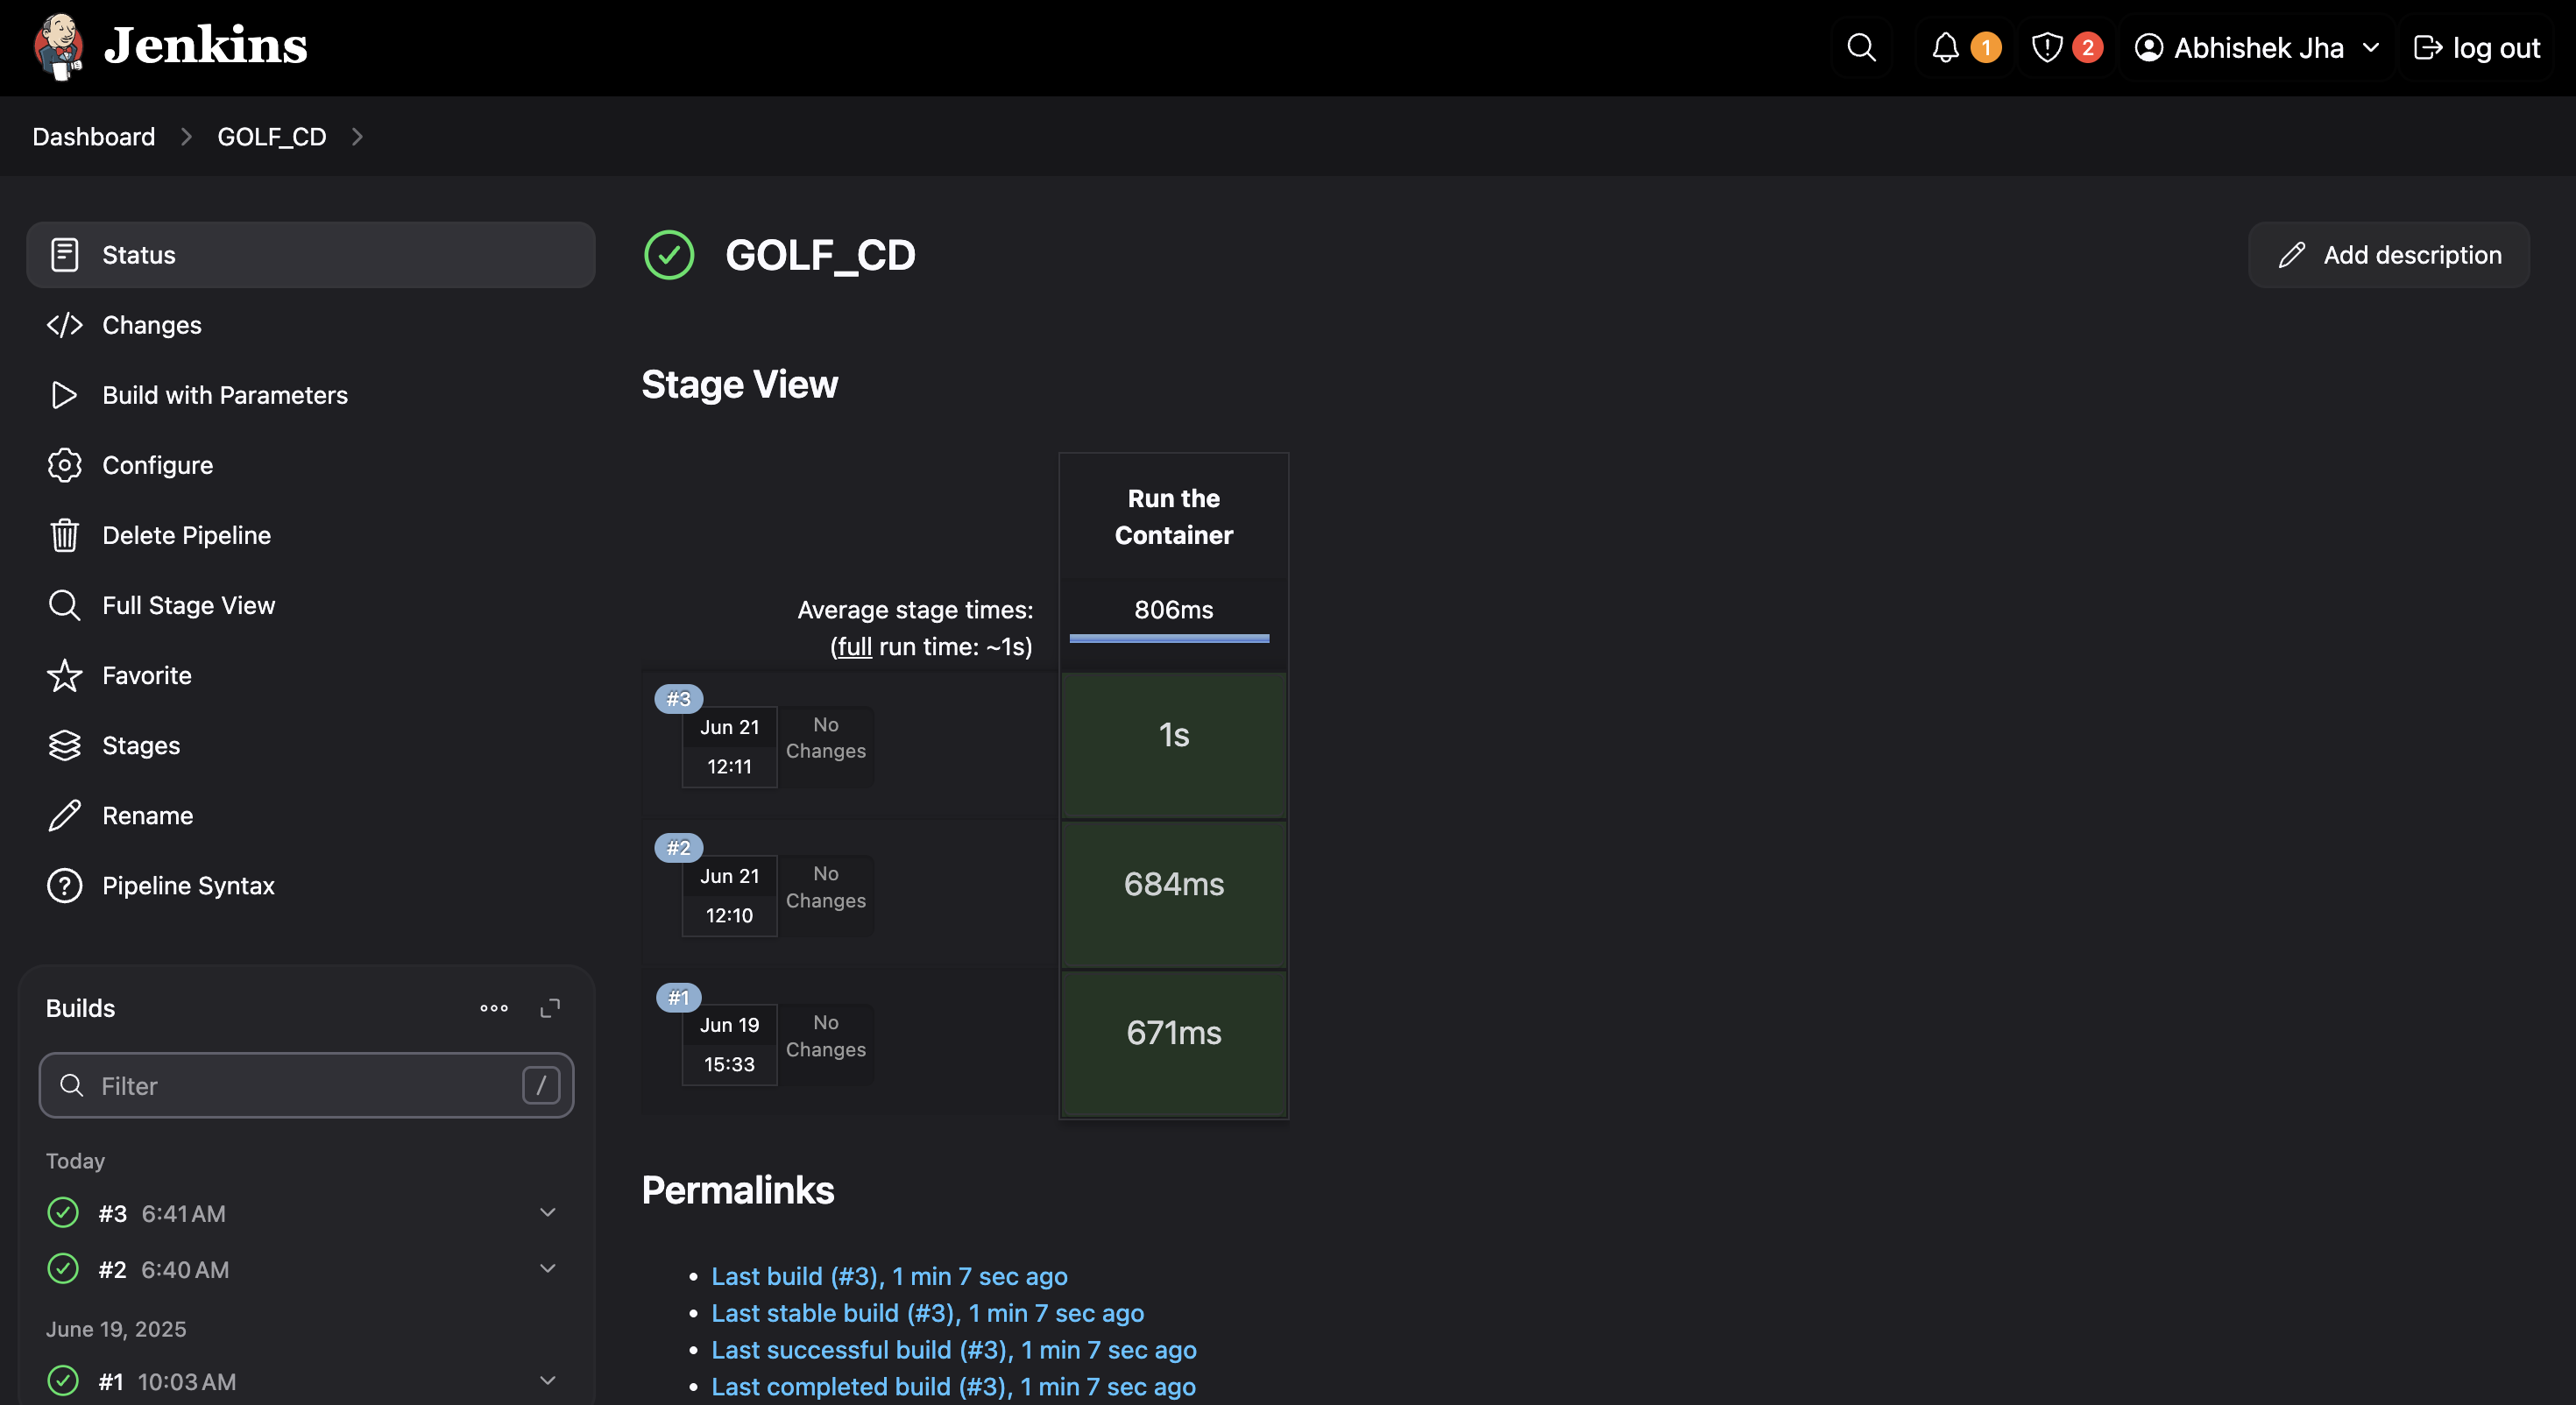 Jenkins
1
2
Abhishek Jha
log out
Dashboard
GOLF_CD
Status
Changes
Build with Parameters
Configure
Delete Pipeline
Full Stage View
Favorite
Stages
Rename
Pipeline Syntax
Builds
Filter
/
Today
#3 6:41 AM
#2 6:40 AM
June 19, 2025
#1 10:03 AM
GOLF_CD
Add description
Stage View
Run the
Container
Average stage times:
(full run time: ~1s)
806ms
#3
Jun 21
12:11
No
Changes
1s
#2
Jun 21
12:10
No
Changes
684ms
#1
Jun 19
15:33
No
Changes
671ms
Permalinks
Last build (#3), 1 min 7 sec ago
Last stable build (#3), 1 min 7 sec ago
Last successful build (#3), 1 min 7 sec ago
Last completed build (#3), 1 min 7 sec ago